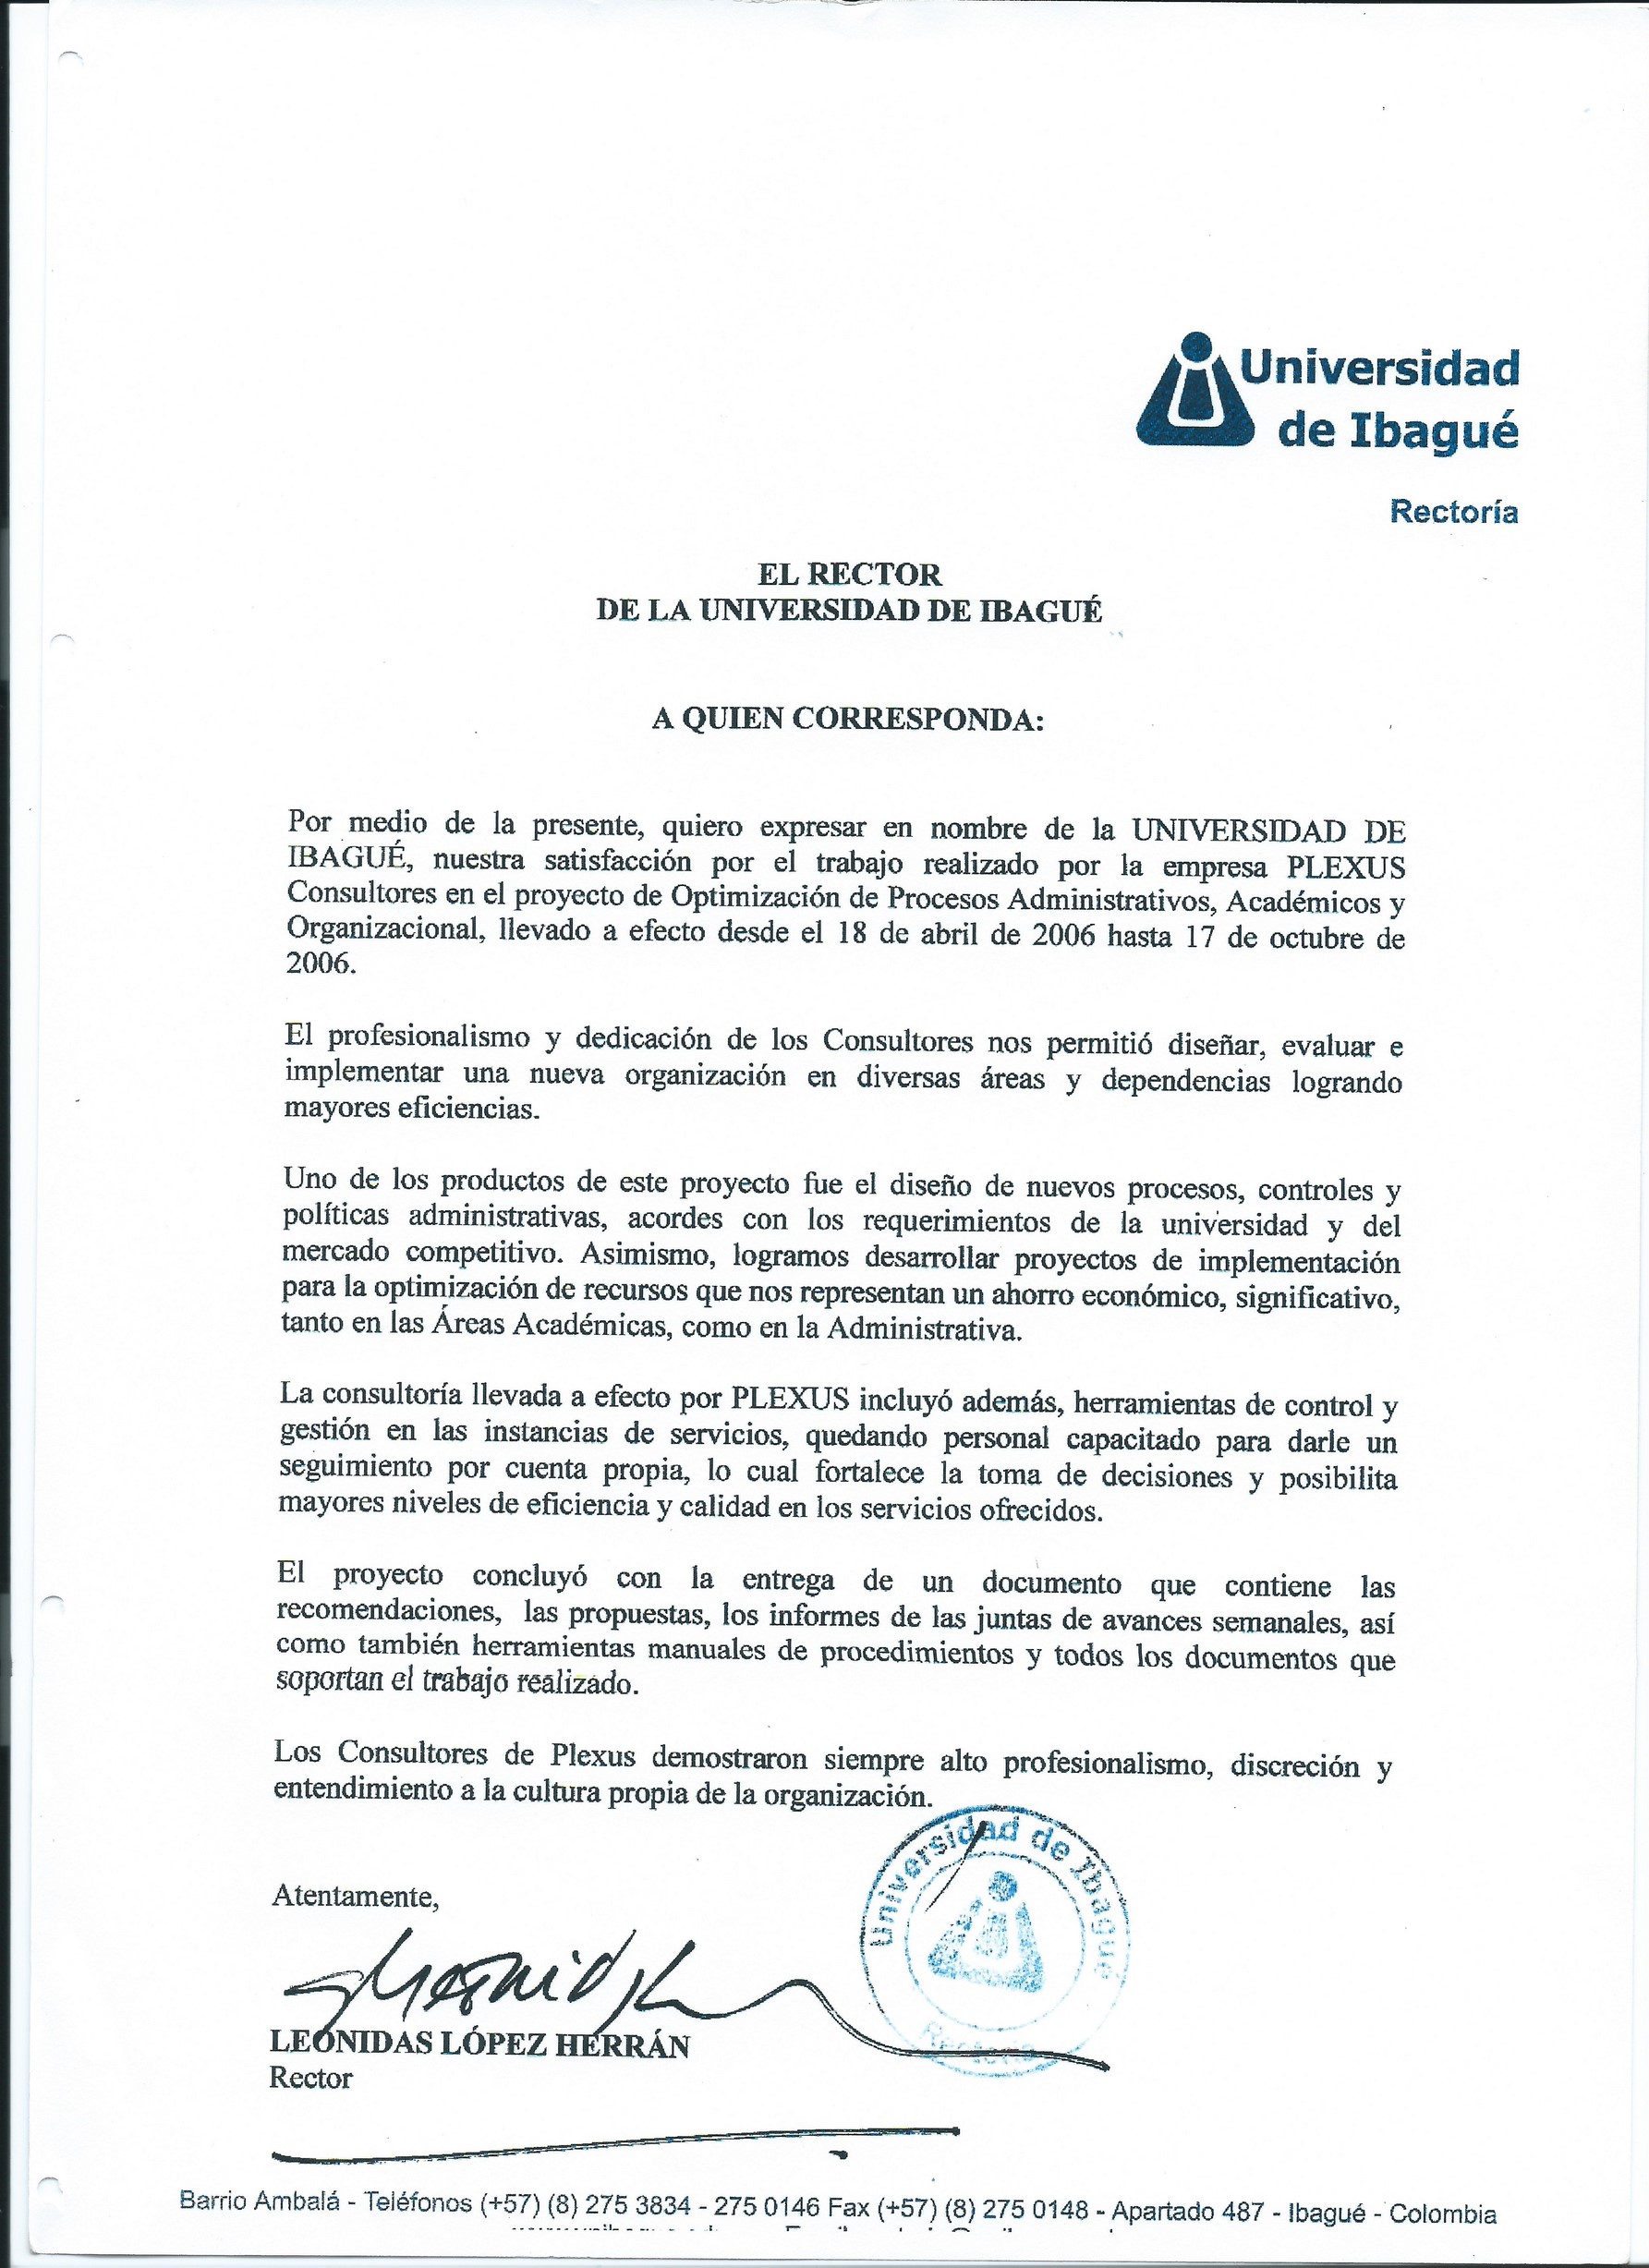 Universidad
de Ibagué
Rectoría
EL RECTOR
DE LA UNIVERSIDAD DE IBAGUÉ
A QUIEN CORRESPONDA:
Por medio de la presente, quiero expresar en nombre de la UNIVERSIDAD DE
IBAGUÉ, nuestra satisfacción por el trabajo realizado por la empresa PLEXUS
Consultores en el proyecto de Optimización de Procesos Administrativos, Académicos y
Organizacional, llevado a efecto desde el 18 de abril de 2006 hasta 17 de octubre de
2006.
El profesionalismo y dedicación de los Consultores nos permitió diseñar, evaluar e
implementar una nueva organización en diversas áreas y dependencias logrando
mayores eficiencias.
Uno de los productos de este proyecto fue el diseño de nuevos procesos, controles y
políticas administrativas, acordes con los requerimientos de la universidad y del
mercado competitivo. Asimismo, logramos desarrollar proyectos de implementación
para la optimización de recursos que nos representan un ahorro económico, significativo,
tanto en las Áreas Académicas, como en la Administrativa.
La consultoría llevada a efecto por PLEXUS incluyó además, herramientas de control y
gestión en las instancias de servicios, quedando personal capacitado para darle un
seguimiento por cuenta propia, lo cual fortalece la toma de decisiones y posibilita
mayores niveles de eficiencia y calidad en los servicios ofrecidos.
El proyecto concluyó con la entrega de un documento que contiene las
recomendaciones, las propuestas, los informes de las juntas de avances semanales, así
como también herramientas manuales de procedimientos y todos los documentos que
soportan el trabajo realizado.
Los Consultores de Plexus demostraron siempre alto profesionalismo, discreción y
entendimiento a la cultura propia de la organización.
Universidad de Ibagué
Rectoría
Atentamente,
LEONIDAS LÓPEZ HERRÁN
Rector
Barrio Ambalá - Teléfonos (+57) (8) 275 3834 - 275 0146 Fax (+57) (8) 275 0148 - Apartado 487 - Ibagué - Colombia